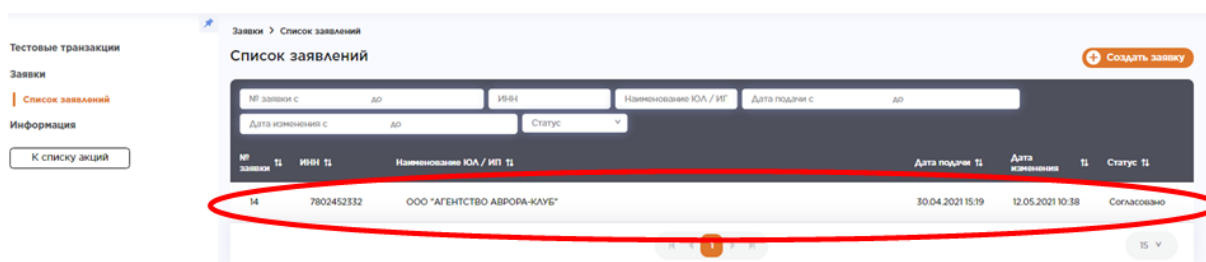 Заявки > Список заявлений
Тестовые транзакции
Список заявлений
Создать заявку
Заявки
Список заявлений
№ заявки с до ИНН Наименование ЮЛ / ИГ Дата подачи с до
Информация
Дата изменения с до Статус
К списку акций
№ заявки ИНН Наименование ЮЛ / ИП Дата подачи Дата изменения Статус
14 7802452332 ООО "АГЕНТСТВО АВРОРА-КЛУБ" 30.04.2021 15:19 12.05.2021 10:38 Согласовано
1 15